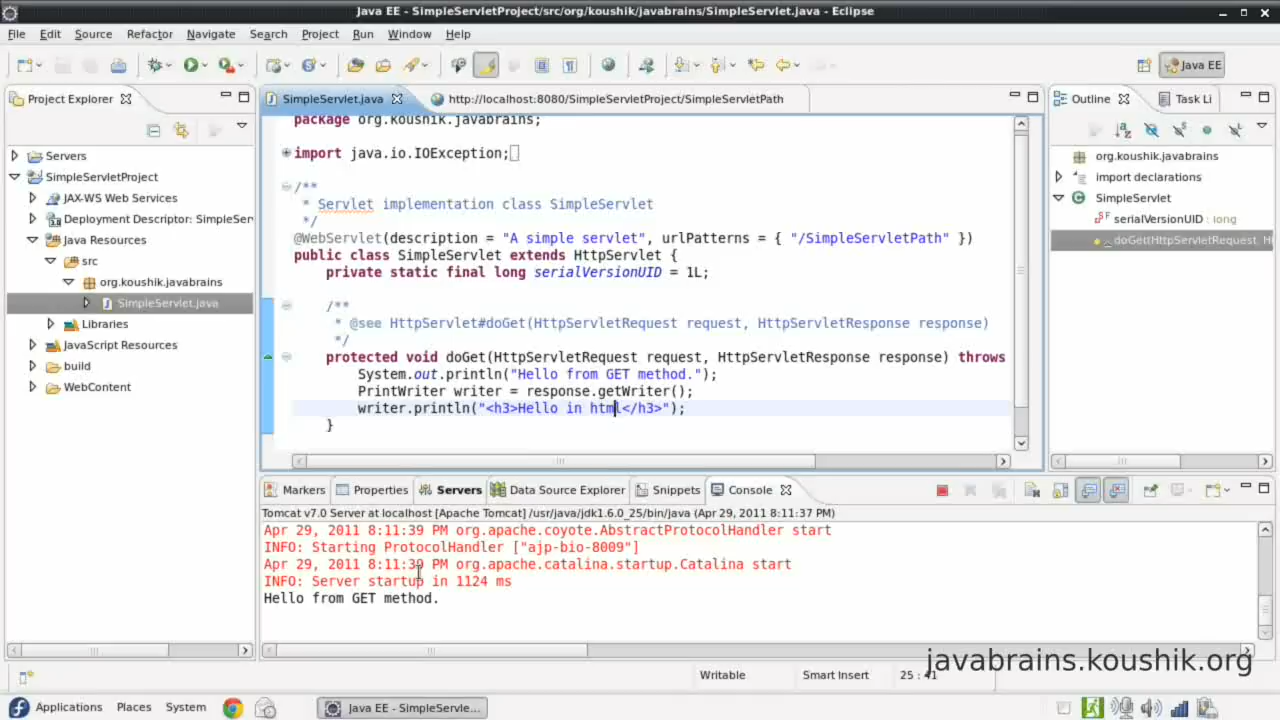 Java EE - SimpleServletProject/src/org/koushik/javabrains/SimpleServlet.java - Eclipse
File Edit Source Refactor Navigate Search Project Run Window Help
Java EE
Project Explorer
SimpleServlet.java
http://localhost:8080/SimpleServletProject/SimpleServletPath
Outline
Task Li
Servers
SimpleServletProject
JAX-WS Web Services
Deployment Descriptor: SimpleSer
Java Resources
src
org.koushik.javabrains
SimpleServlet.java
Libraries
JavaScript Resources
build
WebContent
package org.koushik.javabrains;
import java.io.IOException;
/**
* Servlet implementation class SimpleServlet
*/
@WebServlet(description = "A simple servlet", urlPatterns = { "/SimpleServletPath" })
public class SimpleServlet extends HttpServlet {
private static final long serialVersionUID = 1L;
/**
* @see HttpServlet#doGet(HttpServletRequest request, HttpServletResponse response)
*/
protected void doGet(HttpServletRequest request, HttpServletResponse response) throws
System.out.println("Hello from GET method.");
PrintWriter writer = response.getWriter();
writer.println("<h3>Hello in html</h3>");
}
org.koushik.javabrains
import declarations
SimpleServlet
serialVersionUID : long
doGet(HttpServletRequest, H
Markers Properties Servers Data Source Explorer Snippets Console
Tomcat v7.0 Server at localhost [Apache Tomcat] /usr/java/jdk1.6.0_25/bin/java (Apr 29, 2011 8:11:37 PM)
Apr 29, 2011 8:11:39 PM org.apache.coyote.AbstractProtocolHandler start
INFO: Starting ProtocolHandler ["ajp-bio-8009"]
Apr 29, 2011 8:11:39 PM org.apache.catalina.startup.Catalina start
INFO: Server startup in 1124 ms
Hello from GET method.
javabrains.koushik.org
Writable
Smart Insert
25 : 41
Applications Places System
Java EE - SimpleServle...